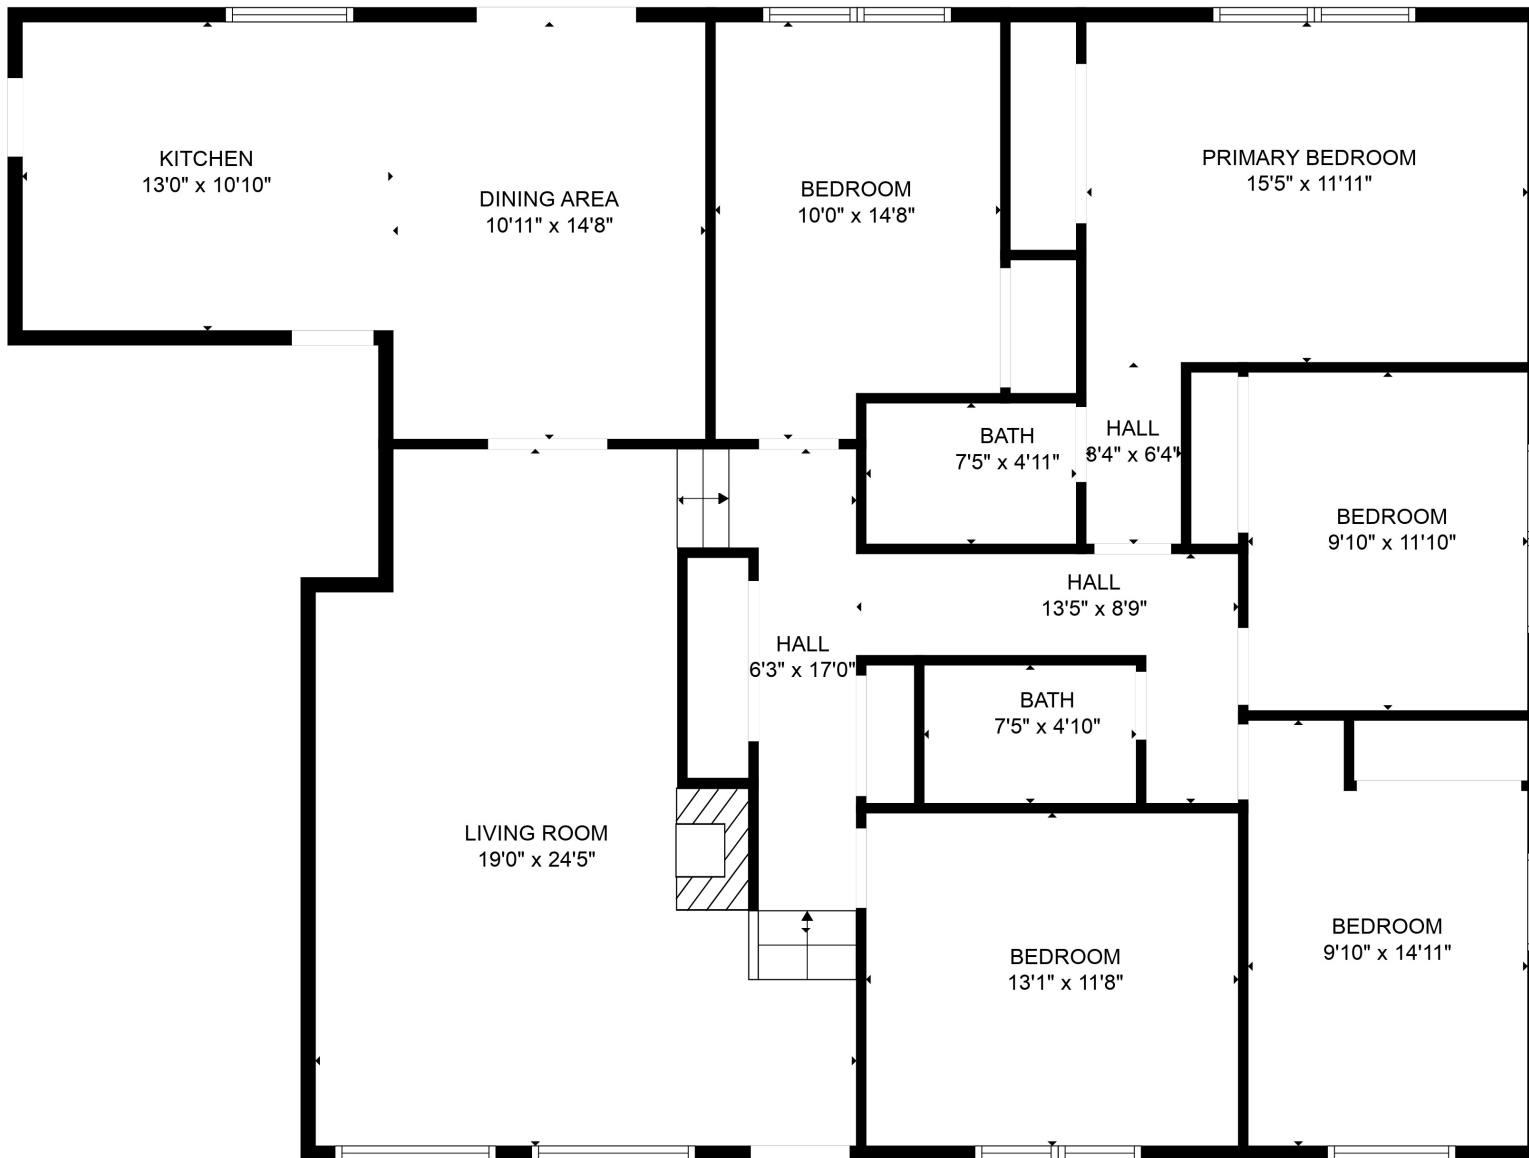 KITCHEN
13'0" x 10'10"
DINING AREA
10'11" x 14'8"
BEDROOM
10'0" x 14'8"
PRIMARY BEDROOM
15'5" x 11'11"
BATH
7'5" x 4'11"
HALL
3'4" x 6'4"
BEDROOM
9'10" x 11'10"
HALL
13'5" x 8'9"
HALL
6'3" x 17'0"
BATH
7'5" x 4'10"
LIVING ROOM
19'0" x 24'5"
BEDROOM
13'1" x 11'8"
BEDROOM
9'10" x 14'11"